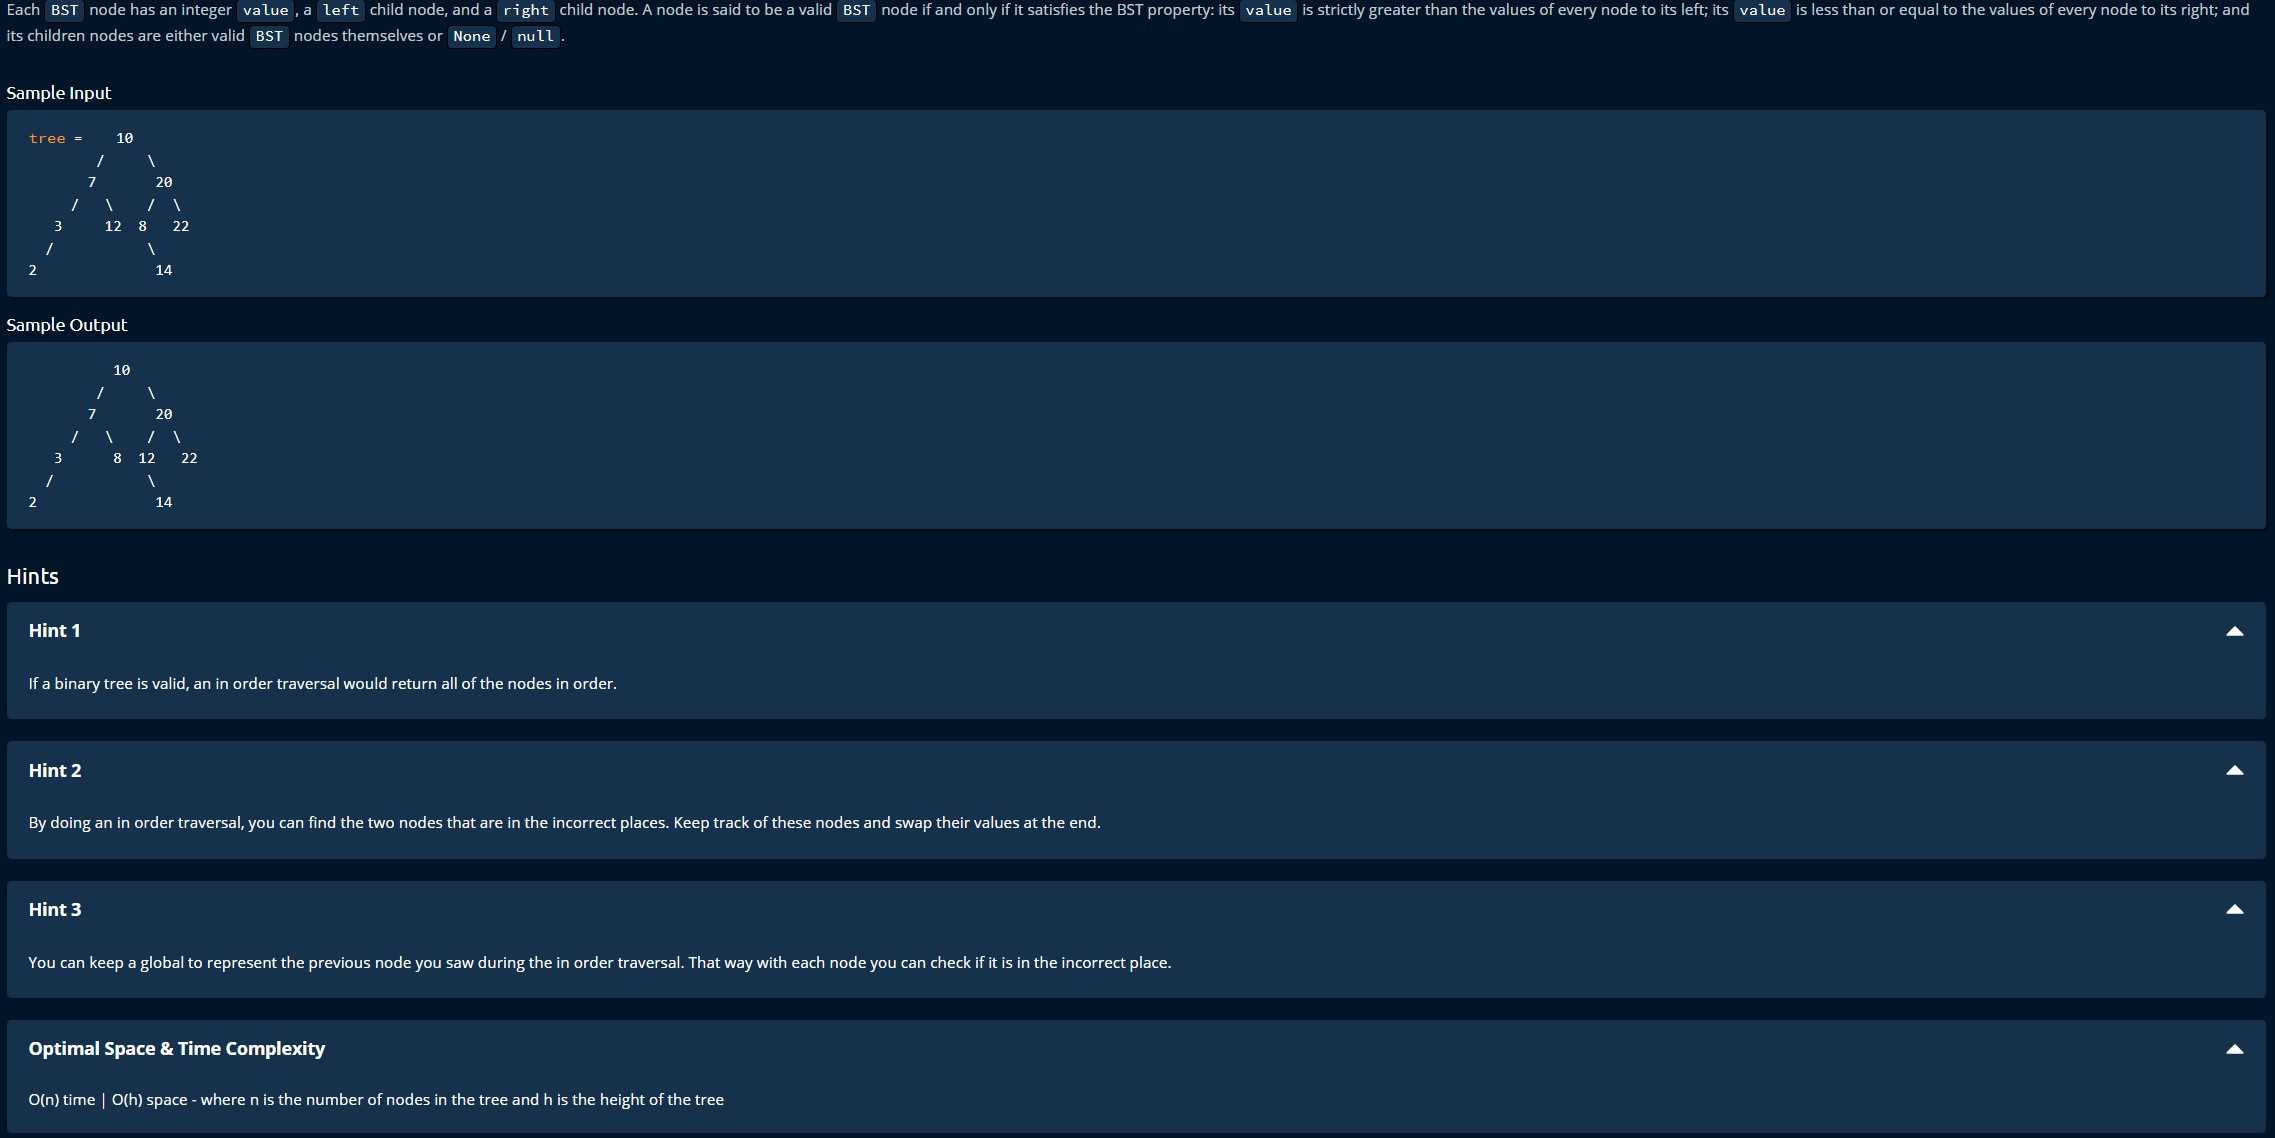 Each BST node has an integer value, a left child node, and a right child node. A node is said to be a valid BST node if and only if it satisfies the BST property: its value is strictly greater than the values of every node to its left; its value is less than or equal to the values of every node to its right; and
its children nodes are either valid BST nodes themselves or None / null.
Sample Input
tree =    10
        /     \
       7       20
     /   \    /  \
   3     12  8   22
  /           \
2              14
Sample Output
          10
        /     \
       7       20
     /   \    /  \
   3      8  12   22
  /           \
2              14
Hints
Hint 1
If a binary tree is valid, an in order traversal would return all of the nodes in order.
Hint 2
By doing an in order traversal, you can find the two nodes that are in the incorrect places. Keep track of these nodes and swap their values at the end.
Hint 3
You can keep a global to represent the previous node you saw during the in order traversal. That way with each node you can check if it is in the incorrect place.
Optimal Space & Time Complexity
O(n) time | O(h) space - where n is the number of nodes in the tree and h is the height of the tree